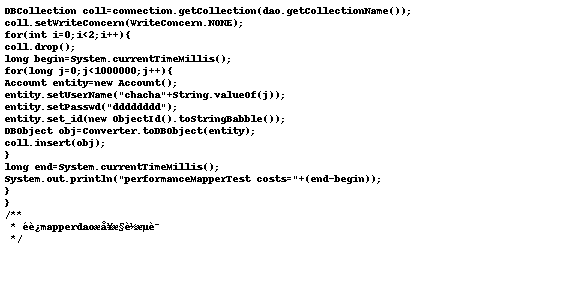 DBCollection coll=connection.getCollection(dao.getCollectionName());
coll.setWriteConcern(WriteConcern.NONE);
for(int i=0;i<2;i++){
coll.drop();
long begin=System.currentTimeMillis();
for(long j=0;j<1000000;j++){
Account entity=new Account();
entity.setUserName("chacha"+String.valueOf(j));
entity.setPasswd("dddddddd");
entity.set_id(new ObjectId().toStringBabble());
DBObject obj=Converter.toDBObject(entity);
coll.insert(obj);
}
long end=System.currentTimeMillis();
System.out.println("performanceMapperTest costs="+(end-begin));
}
}
/**
* éè¿mapperdaoæå¥æ§è½æµè¯
*/